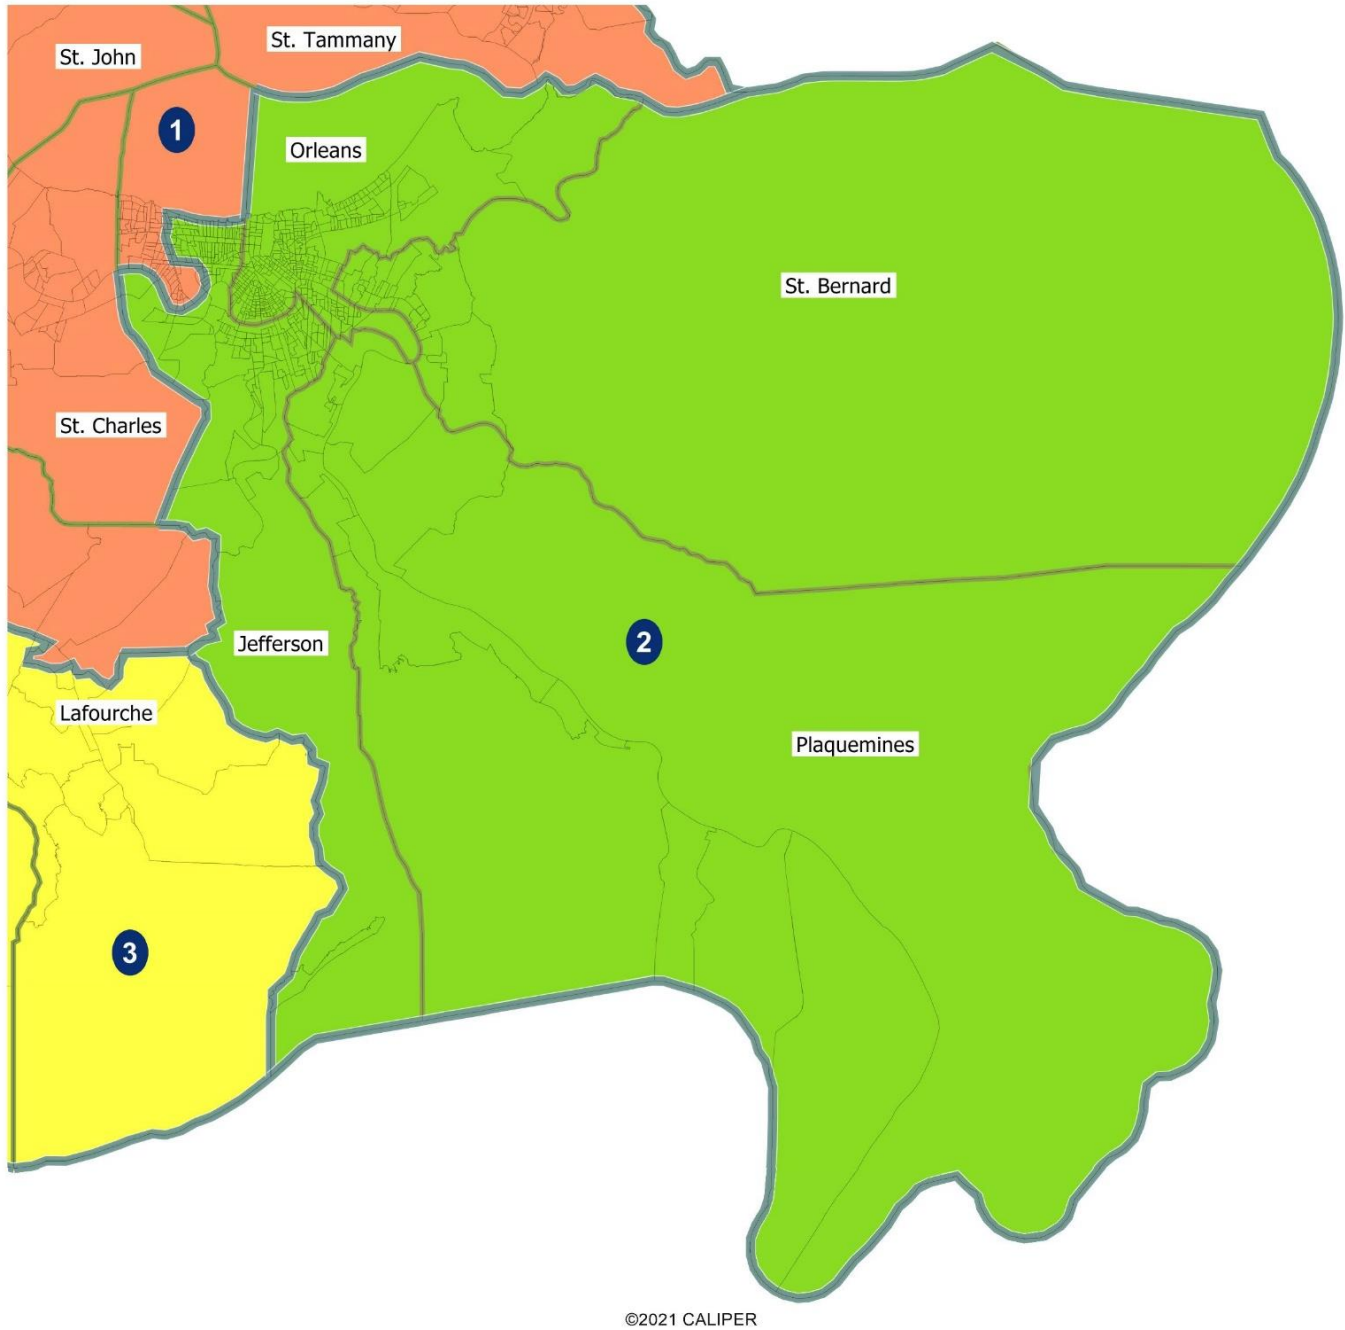 St. Tammany
St. John
1
Orleans
St. Bernard
St. Charles
Jefferson
2
Lafourche
Plaquemines
3
©2021 CALIPER